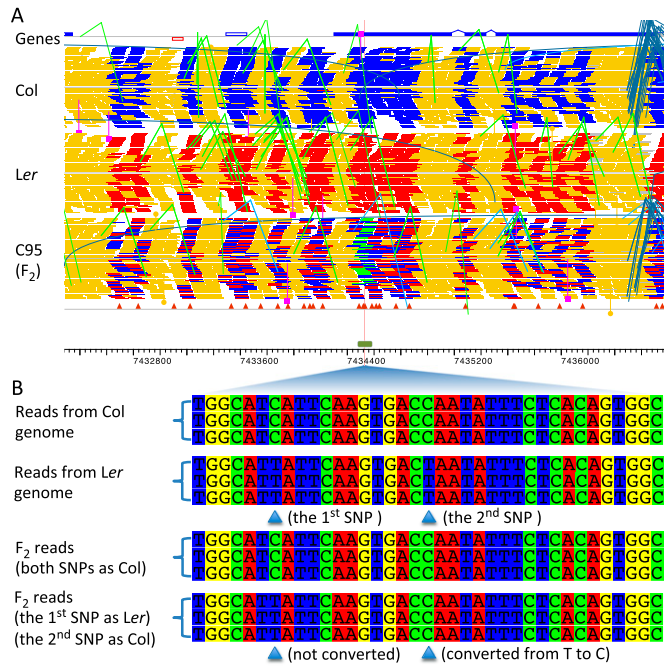 A
Genes
Col
Ler
C95
(F2)
7432800
7433600
7434400
7435200
7436000
B
Reads from Col
genome
TGGCATCATTCAAGTGACCAATATTTCTCACAGTGGC
TGGCATCATTCAAGTGACCAATATTTCTCACAGTGGC
TGGCATCATTCAAGTGACCAATATTTCTCACAGTGGC
Reads from Ler
genome
TGGCATTATTCAAGTGACTAATATTTCTCACAGTGGC
TGGCATTATTCAAGTGACTAATATTTCTCACAGTGGC
TGGCATTATTCAAGTGACTAATATTTCTCACAGTGGC
(the 1st SNP ) (the 2nd SNP )
F2 reads
(both SNPs as Col)
TGGCATCATTCAAGTGACCAATATTTCTCACAGTGGC
TGGCATCATTCAAGTGACCAATATTTCTCACAGTGGC
TGGCATCATTCAAGTGACCAATATTTCTCACAGTGGC
F2 reads
(the 1st SNP as Ler)
(the 2nd SNP as Col)
TGGCATTATTCAAGTGACCAATATTTCTCACAGTGGC
TGGCATTATTCAAGTGACCAATATTTCTCACAGTGGC
TGGCATTATTCAAGTGACCAATATTTCTCACAGTGGC
(not converted) (converted from T to C)